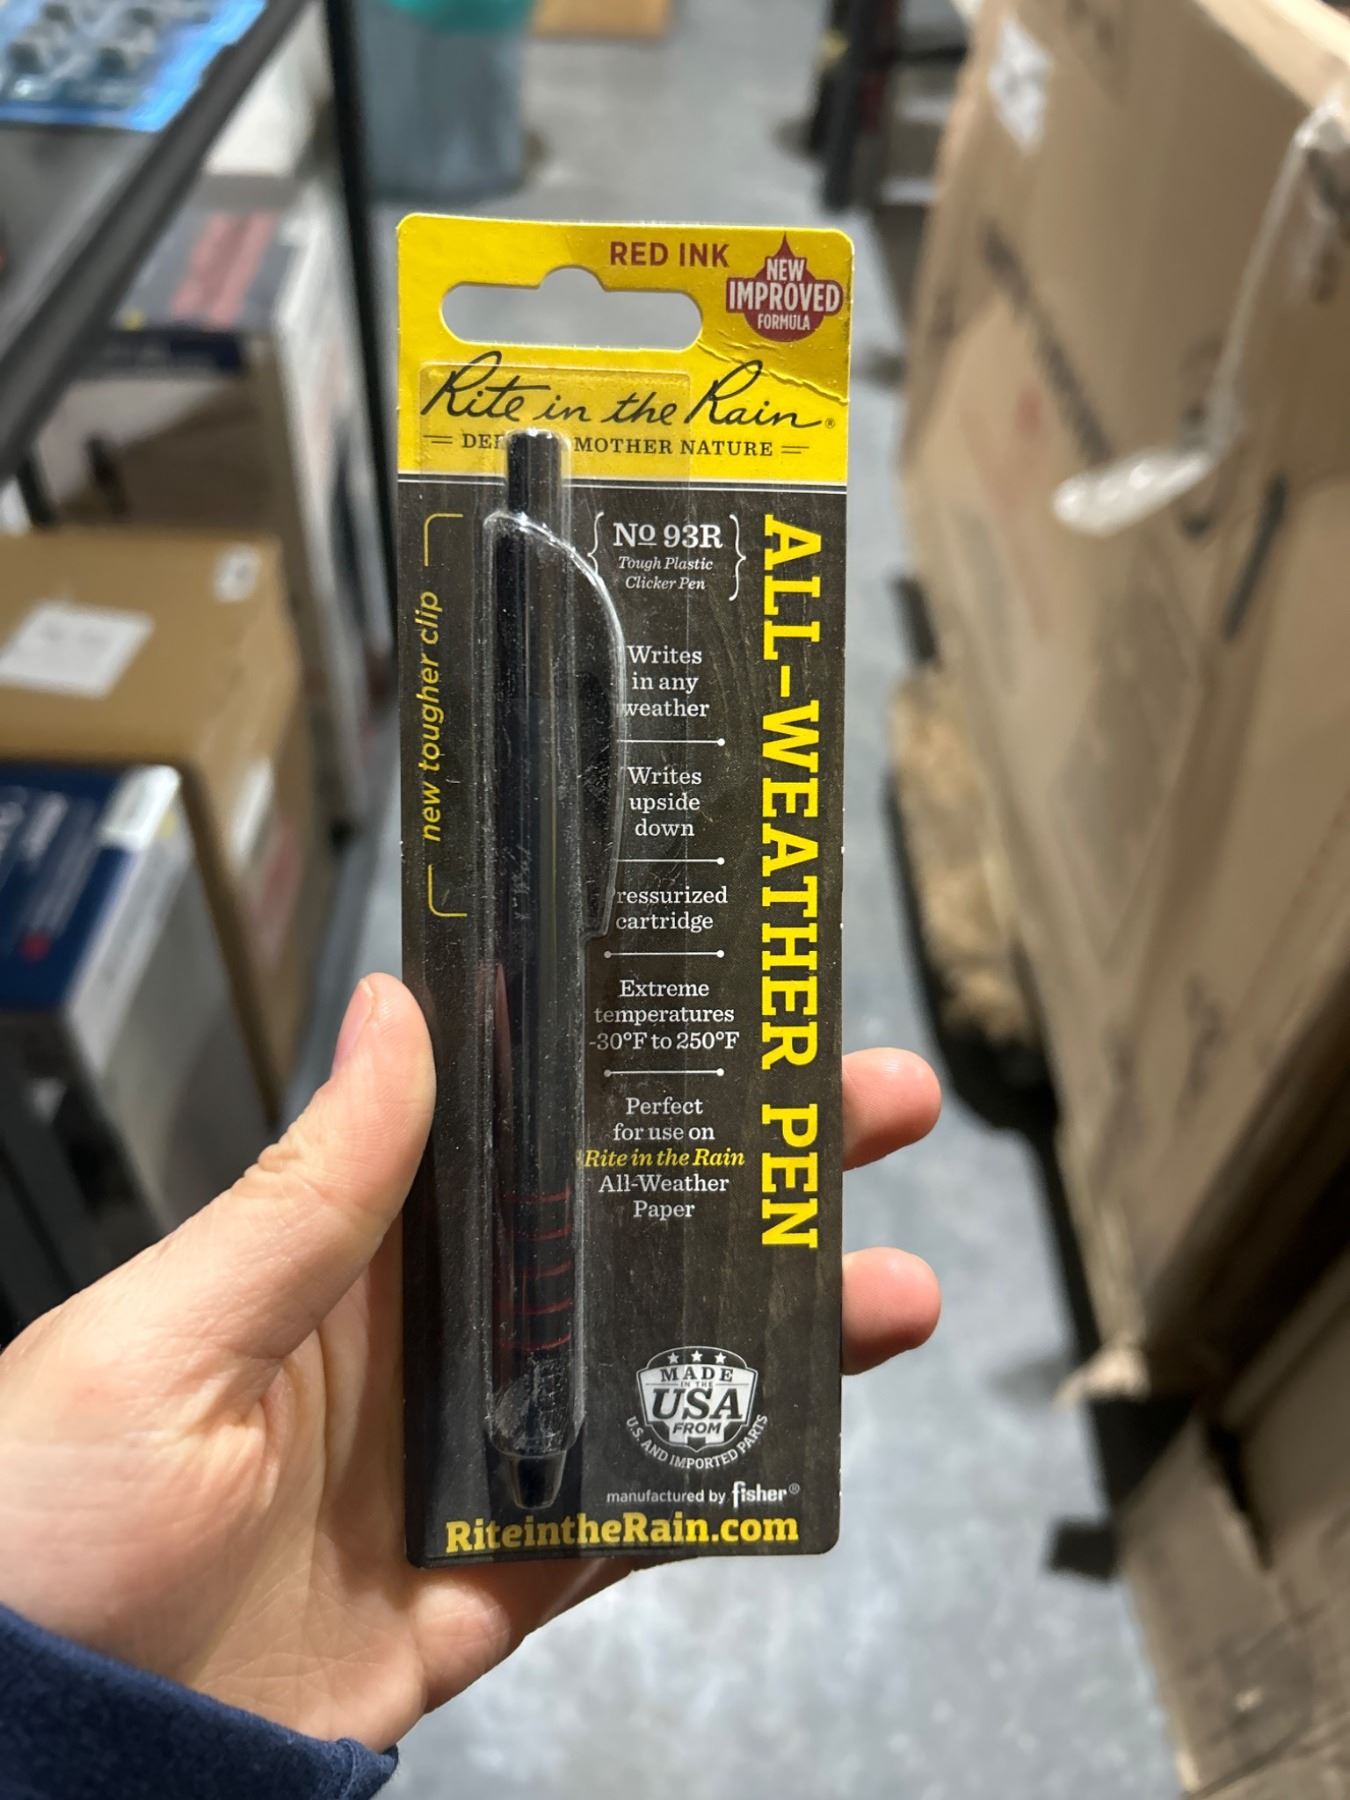 RED INK
NEW
IMPROVED
FORMULA
Rite in the Rain®
MOTHER NATURE
new tougher clip
No 93R
Tough Plastic
Clicker Pen
Writes
in any
weather
Writes
upside
down
ressurized
cartridge
Extreme
temperatures
-30°F to 250°F
Perfect
for use on
Rite in the Rain
All-Weather
Paper
ALL-WEATHER PEN
MADE
IN THE
USA
FROM
U.S. AND IMPORTED PARTS
manufactured by fisher®
RiteintheRain.com